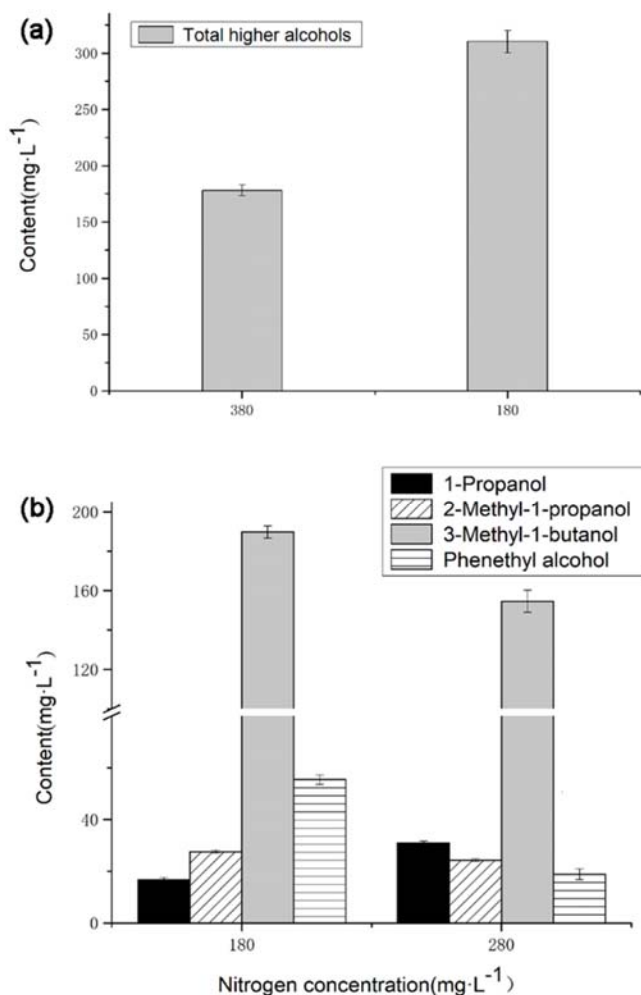 (a)
Total higher alcohols
300
250
200
150
100
50
0
Content(mg·L⁻¹)
380
180
(b)
1-Propanol
2-Methyl-1-propanol
3-Methyl-1-butanol
Phenethyl alcohol
200
160
120
40
0
Content(mg·L⁻¹)
180
280
Nitrogen concentration(mg·L⁻¹)